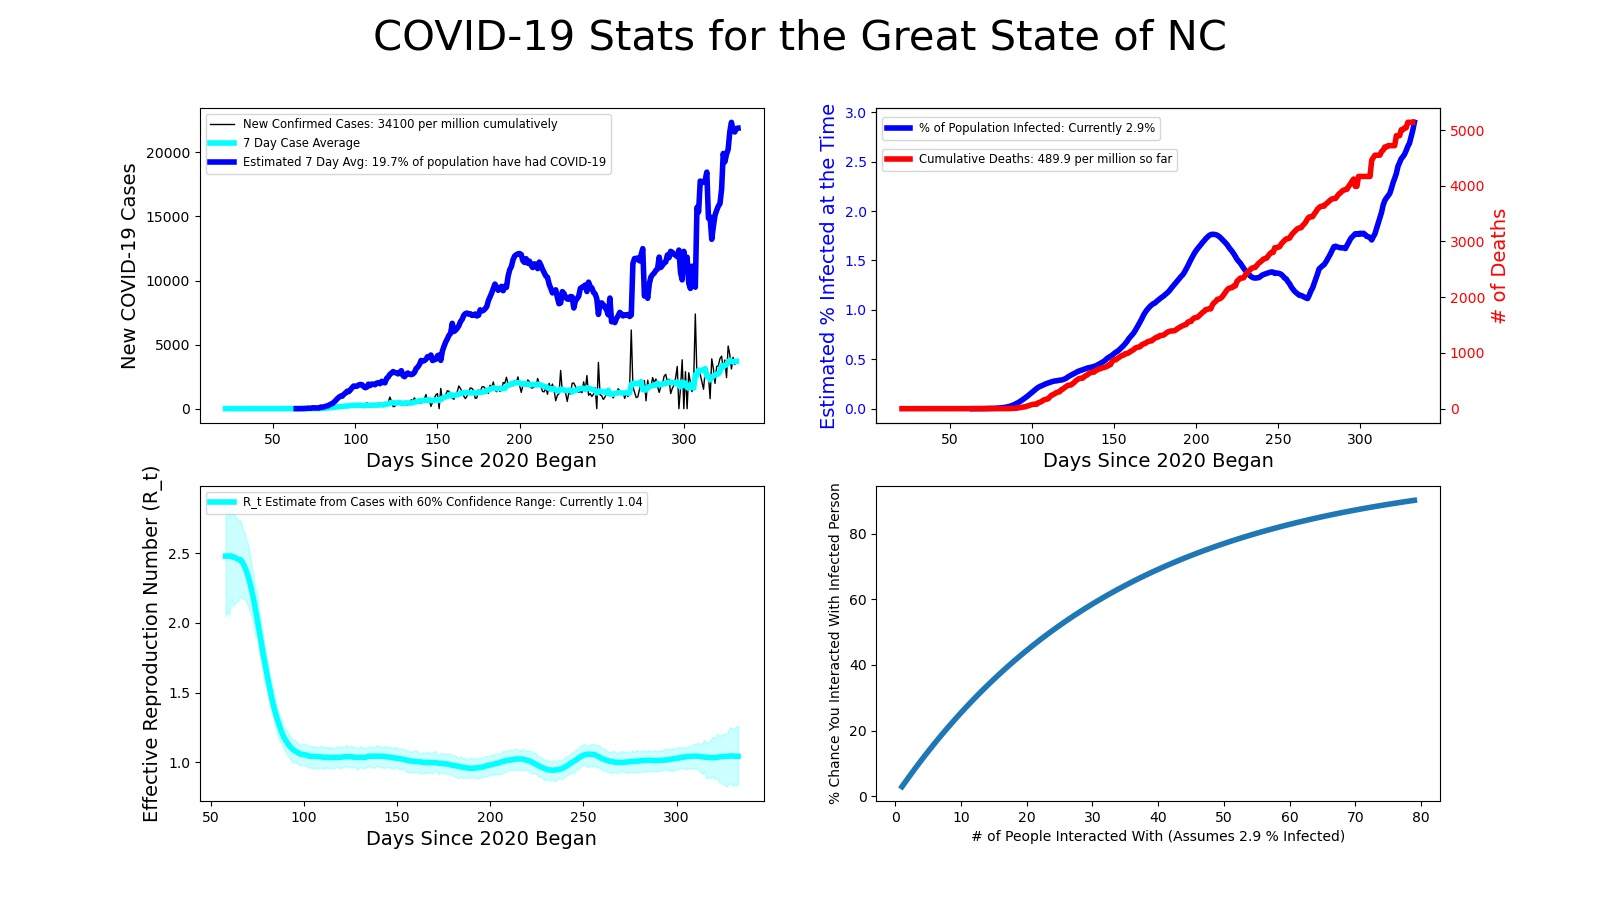 COVID-19 Stats for the Great State of NC
New COVID-19 Cases
20000
15000
10000
5000
0
New Confirmed Cases: 34100 per million cumulatively
7 Day Case Average
Estimated 7 Day Avg: 19.7% of population have had COVID-19
50 100 150 200 250 300
Days Since 2020 Began
Estimated % Infected at the Time
3.0
2.5
2.0
1.5
1.0
0.5
0.0
% of Population Infected: Currently 2.9%
Cumulative Deaths: 489.9 per million so far
5000
4000
3000
2000
1000
0
# of Deaths
50 100 150 200 250 300
Days Since 2020 Began
Effective Reproduction Number (R_t)
2.5
2.0
1.5
1.0
R_t Estimate from Cases with 60% Confidence Range: Currently 1.04
50 100 150 200 250 300
Days Since 2020 Began
% Chance You Interacted With Infected Person
80
60
40
20
0
0 10 20 30 40 50 60 70 80
# of People Interacted With (Assumes 2.9 % Infected)